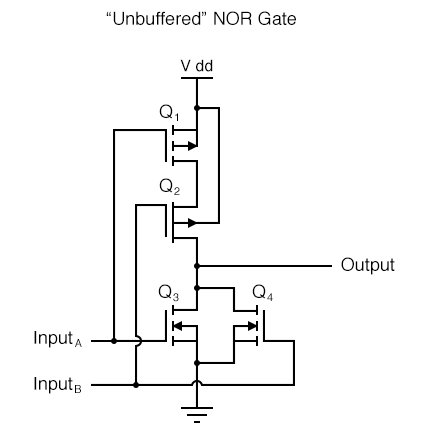 “Unbuffered” NOR Gate
V dd
Q1
Q2
Output
Q3 Q4
InputA
InputB